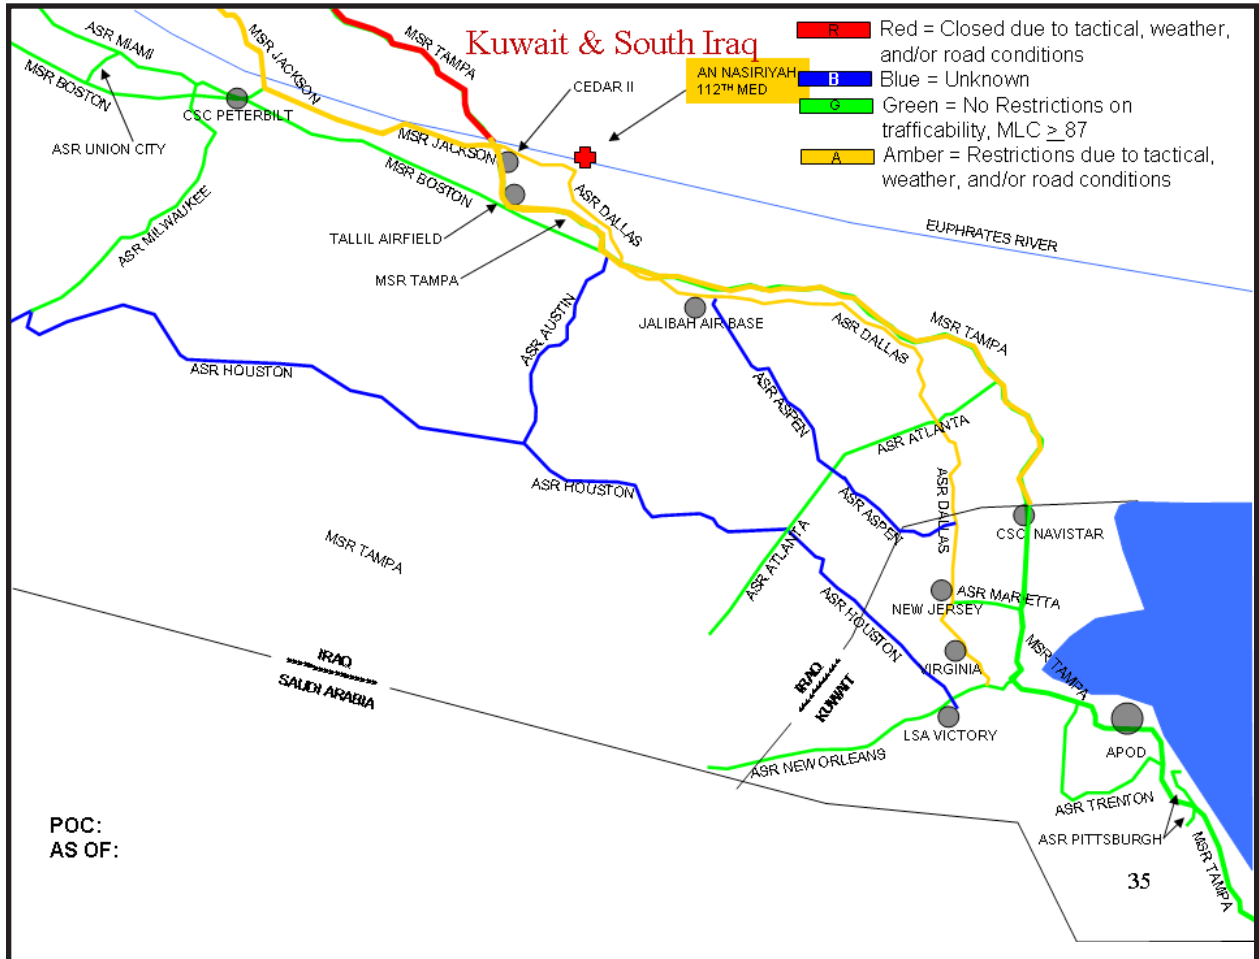 Kuwait & South Iraq
R
Red = Closed due to tactical, weather,
and/or road conditions
B
Blue = Unknown
G
Green = No Restrictions on
trafficability, MLC > 87
A
Amber = Restrictions due to tactical,
weather, and/or road conditions
ASR MIAMI
MSR BOSTON
MSR JACKSON
MSR TAMPA
CEDAR II
AN NASIRIYAH
112TH MED
CSC PETERBILT
ASR UNION CITY
MSR JACKSON
MSR BOSTON
ASR DALLAS
ASR MILWAUKEE
TALLIL AIRFIELD
MSR TAMPA
EUPHRATES RIVER
ASR AUSTIN
JALIBAH AIR BASE
ASR DALLAS
MSR TAMPA
ASR HOUSTON
ASR ASPEN
ASR ATLANTA
ASR HOUSTON
ASR ASPEN
ASR DALLAS
CSC NAVISTAR
MSR TAMPA
ASR ATLANTA
ASR HOUSTON
NEW JERSEY
ASR MARIETTA
IRAQ
SAUDI ARABIA
IRAQ
KUWAIT
VIRGINIA
MSR TAMPA
LSA VICTORY
APOD
ASR NEW ORLEANS
ASR TRENTON
ASR PITTSBURGH
MSR TAMPA
POC:
AS OF:
35